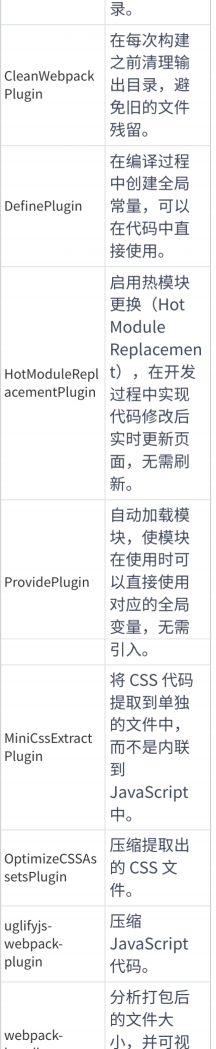 录。
CleanWebpack
Plugin
在每次构建
之前清理输
出目录，避
免旧的文件
残留。
DefinePlugin
在编译过程
中创建全局
常量，可以
在代码中直
接使用。
HotModuleRepl
acementPlugin
启用热模块
更换（Hot
Module
Replacemen
t），在开发
过程中实现
代码修改后
实时更新页
面，无需刷
新。
ProvidePlugin
自动加载模
块，使模块
在使用时可
以直接使用
对应的全局
变量，无需
引入。
MiniCssExtract
Plugin
将 CSS 代码
提取到单独
的文件中，
而不是内联
到
JavaScript
中。
OptimizeCSSAs
setsPlugin
压缩提取出
的 CSS 文
件。
uglifyjs-
webpack-
plugin
压缩
JavaScript
代码。
webpack-
分析打包后
的文件大
小，并可视